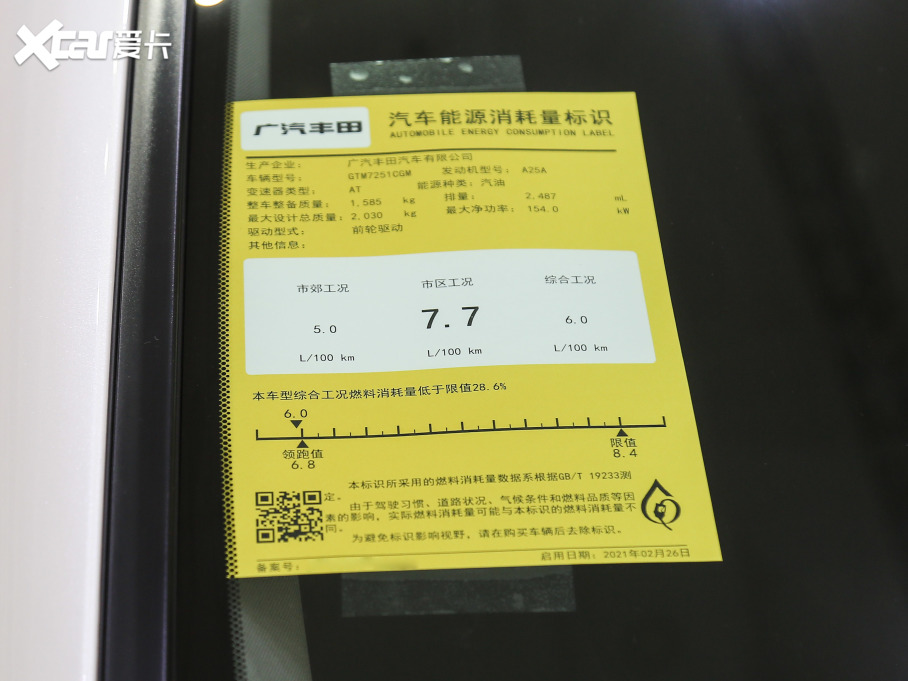 Xcar爱卡
广汽丰田
汽车能源消耗量标识
AUTOMOBILE ENERGY CONSUMPTION LABEL
生产企业： 广汽丰田汽车有限公司
车辆型号： GTM7251CGM 发动机型号： A25A
变速器类型： AT 能源种类：汽油
整车整备质量： 1,585 kg 排量： 2,487 mL
最大设计总质量： 2,030 kg 最大净功率： 154.0 kW
驱动型式： 前轮驱动
其他信息：
市郊工况 市区工况 综合工况
5.0 7.7 6.0
L/100 km L/100 km L/100 km
本车型综合工况燃料消耗量低于限值28.6%
6.0
领跑值 限值
6.8 8.4
本标识所采用的燃料消耗量数据系根据GB/T 19233测
定。
由于驾驶习惯、道路状况、气候条件和燃料品质等因
素的影响，实际燃料消耗量可能与本标识的燃料消耗量不
同。
为避免标识影响视野，请在购买车辆后去除标识。
备案号： 启用日期：2021年02月26日